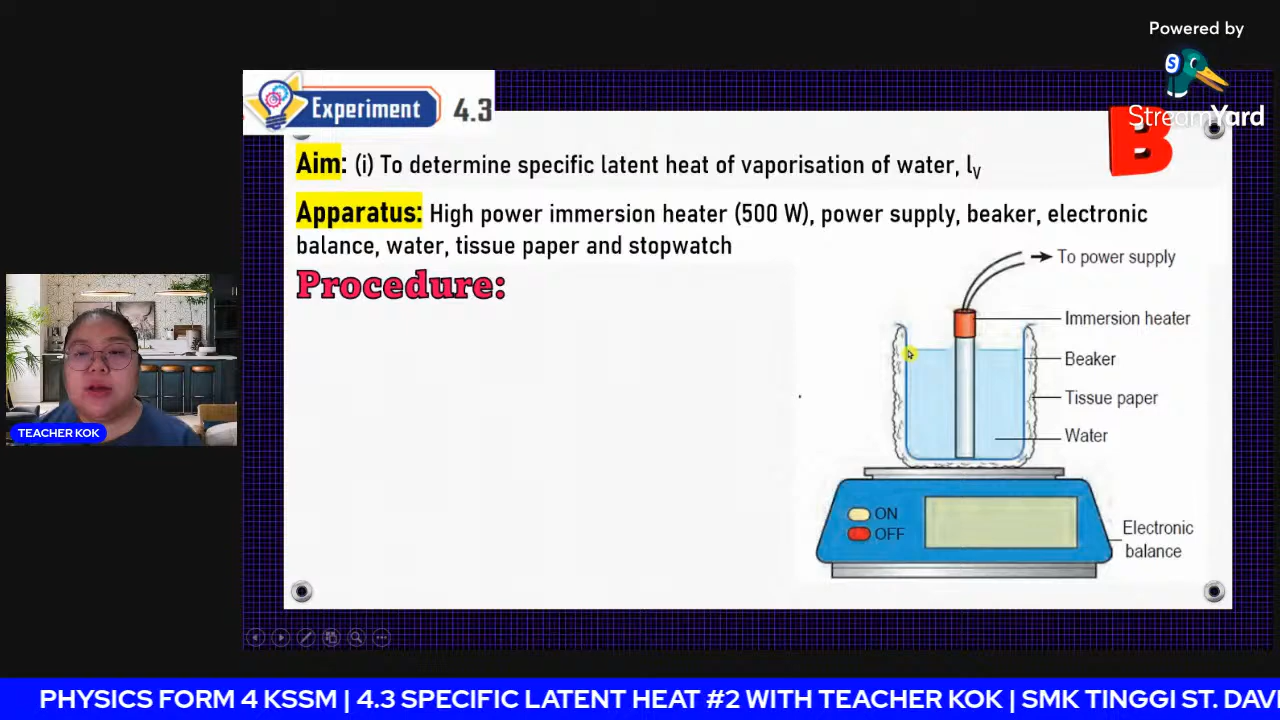 Powered by
S
StreamYard
Experiment 4.3
B
Aim: (i) To determine specific latent heat of vaporisation of water, lv
Apparatus: High power immersion heater (500 W), power supply, beaker, electronic
balance, water, tissue paper and stopwatch
Procedure:
To power supply
Immersion heater
Beaker
Tissue paper
Water
ON
OFF
Electronic
balance
TEACHER KOK
PHYSICS FORM 4 KSSM | 4.3 SPECIFIC LATENT HEAT #2 WITH TEACHER KOK | SMK TINGGI ST. DAVI